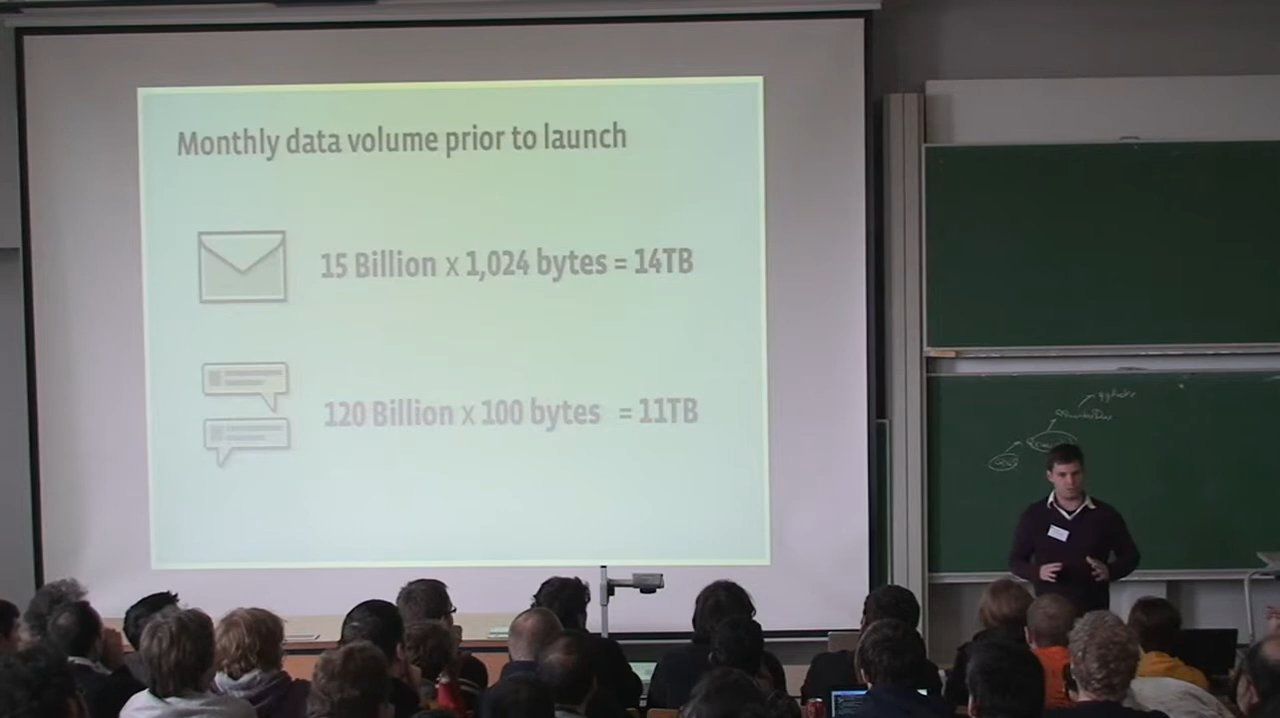 Monthly data volume prior to launch
15 Billion x 1,024 bytes = 14TB
120 Billion x 100 bytes = 11TB